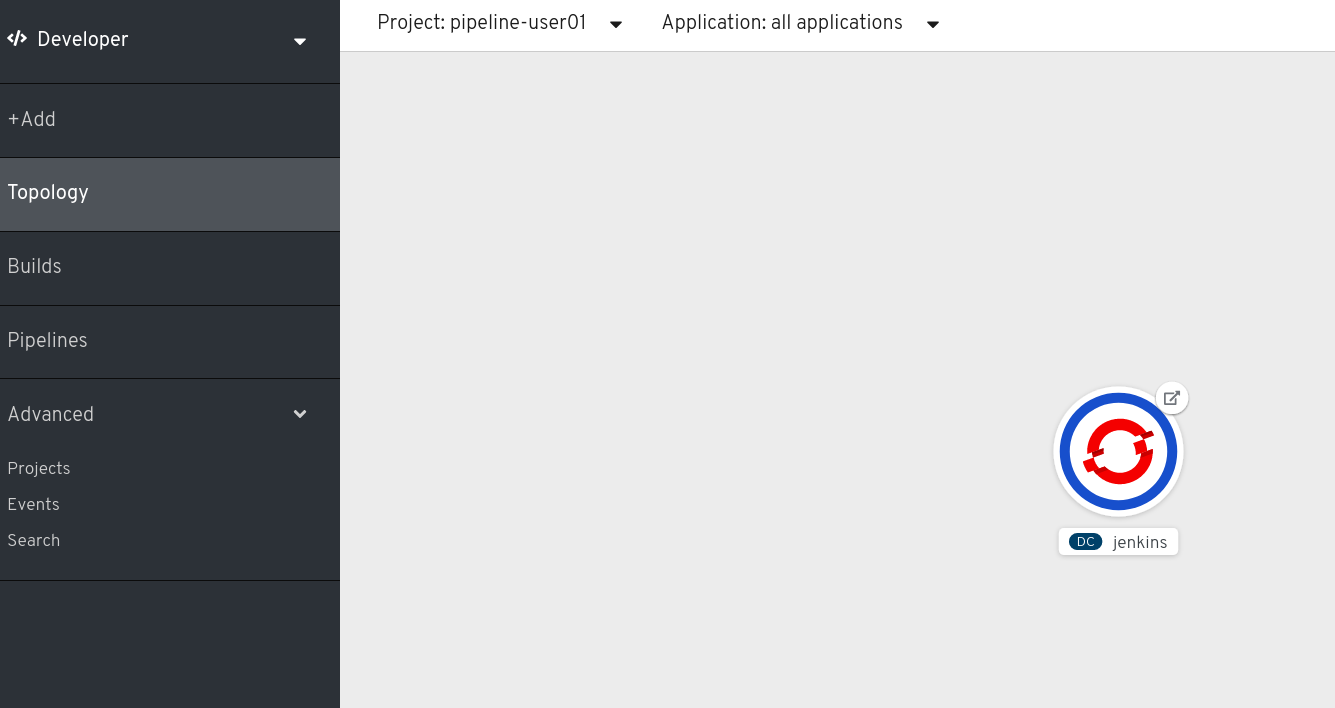 Developer
+Add
Topology
Builds
Pipelines
Advanced
Projects
Events
Search
Project: pipeline-user01
Application: all applications
DC jenkins